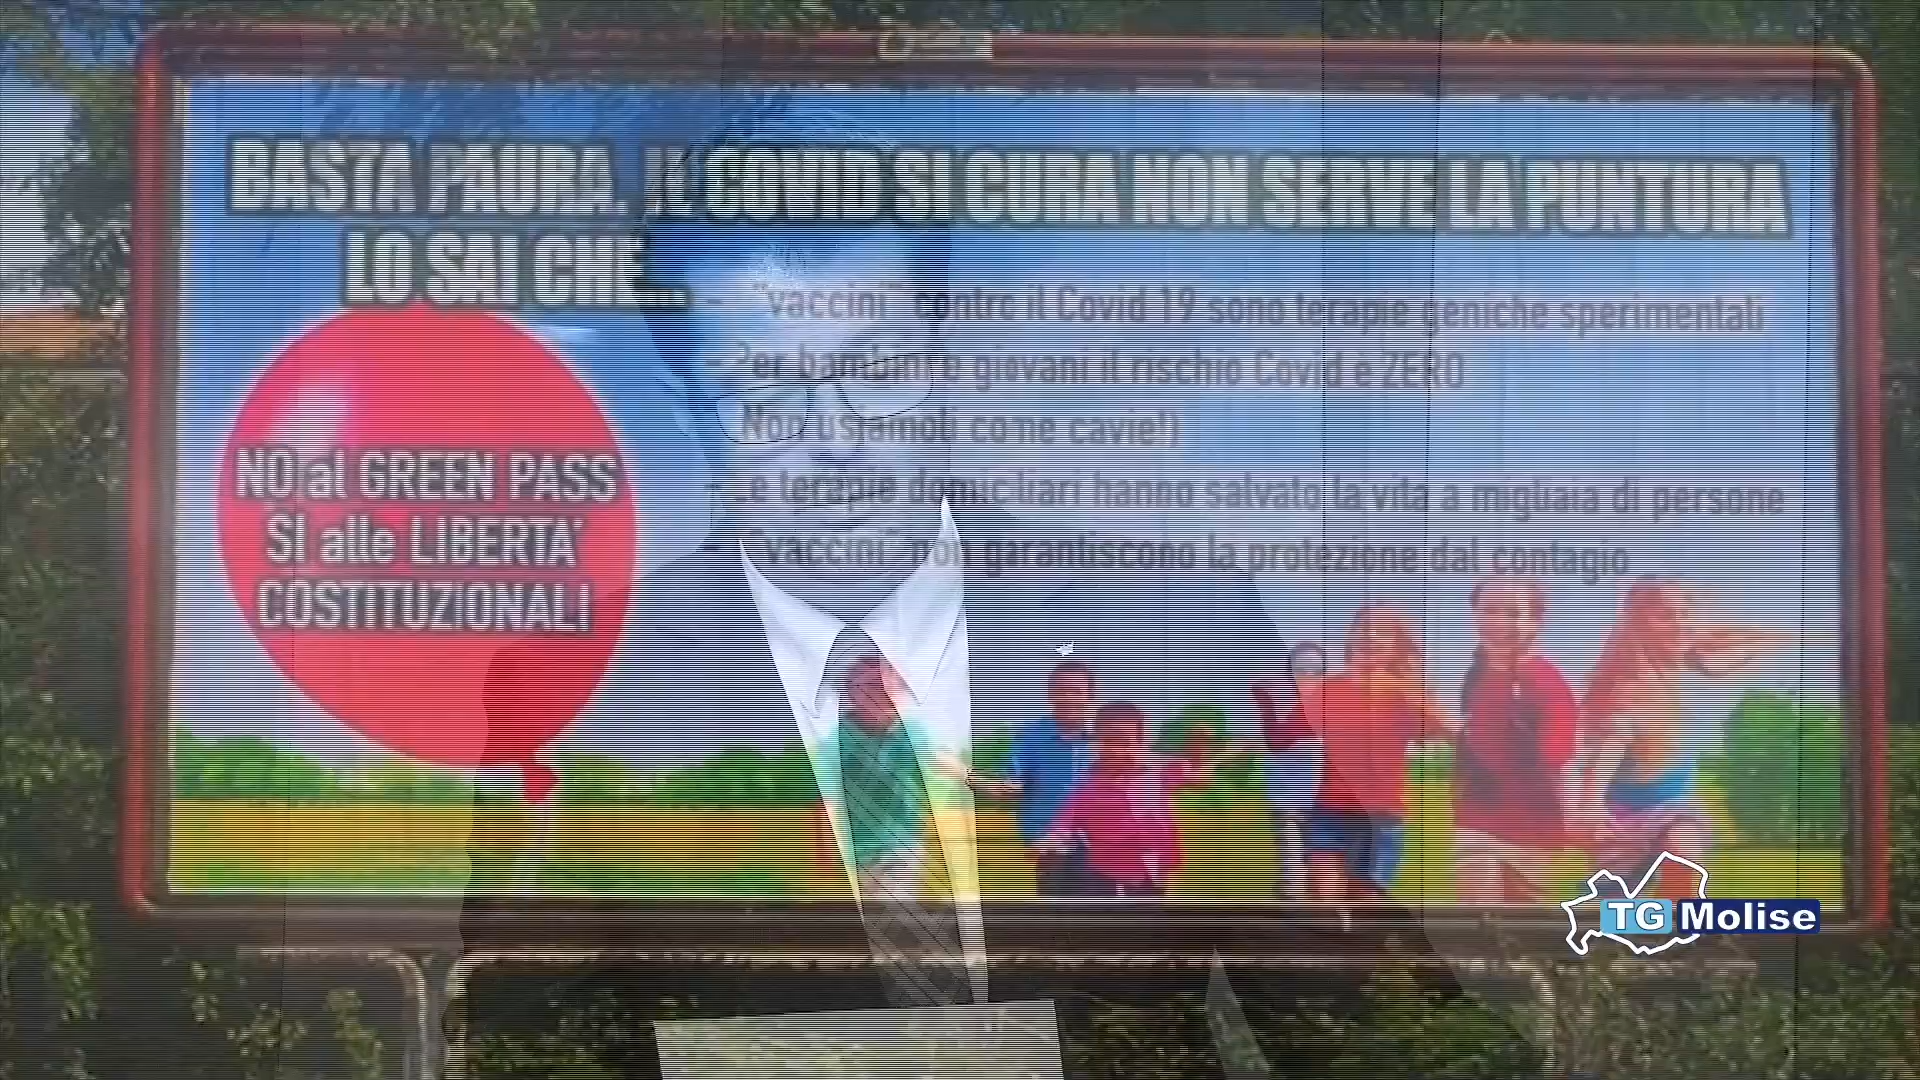 BASTA PAURA. IL COVID SI CURA NON SERVE LA PUNTURA
LO SAI CHE...
- I "vaccini" contro il Covid 19 sono terapie geniche sperimentali
- Per bambini e giovani il rischio Covid è ZERO
(Non usiamoli come cavie!)
- Le terapie domiciliari hanno salvato la vita a migliaia di persone
- I "vaccini" non garantiscono la protezione dal contagio
NO al GREEN PASS
SI alle LIBERTA'
COSTITUZIONALI
TG Molise